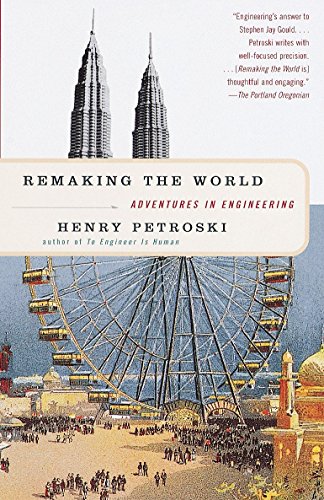 "Engineering's answer to
Stephen Jay Gould. . . .
Petroski writes with
well-focused precision.
. . . [Remaking the World is]
thoughtful and engaging."
—The Portland Oregonian
REMAKING THE WORLD
ADVENTURES IN ENGINEERING
HENRY PETROSKI
author of To Engineer Is Human